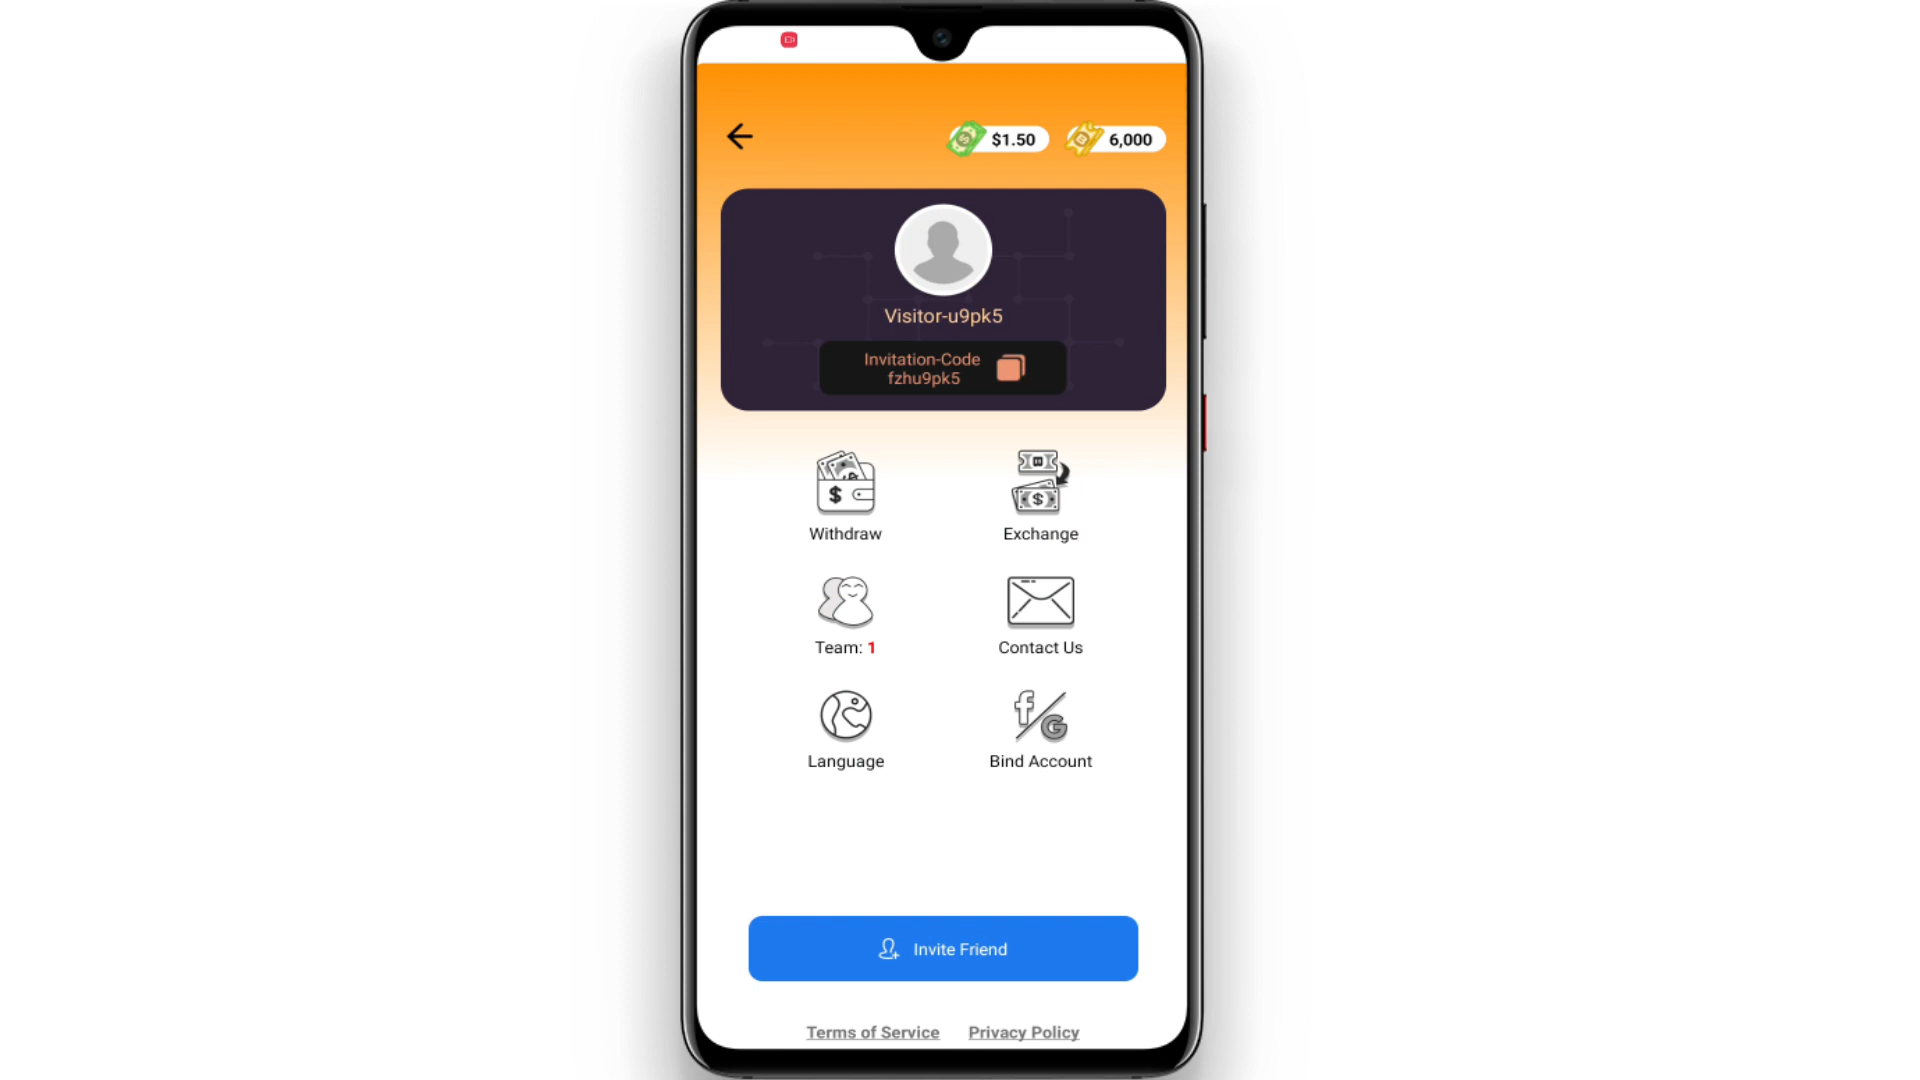 $1.50
6,000
Visitor-u9pk5
Invitation-Code
fzhu9pk5
Withdraw
Exchange
Team: 1
Contact Us
Language
Bind Account
Invite Friend
Terms of Service
Privacy Policy